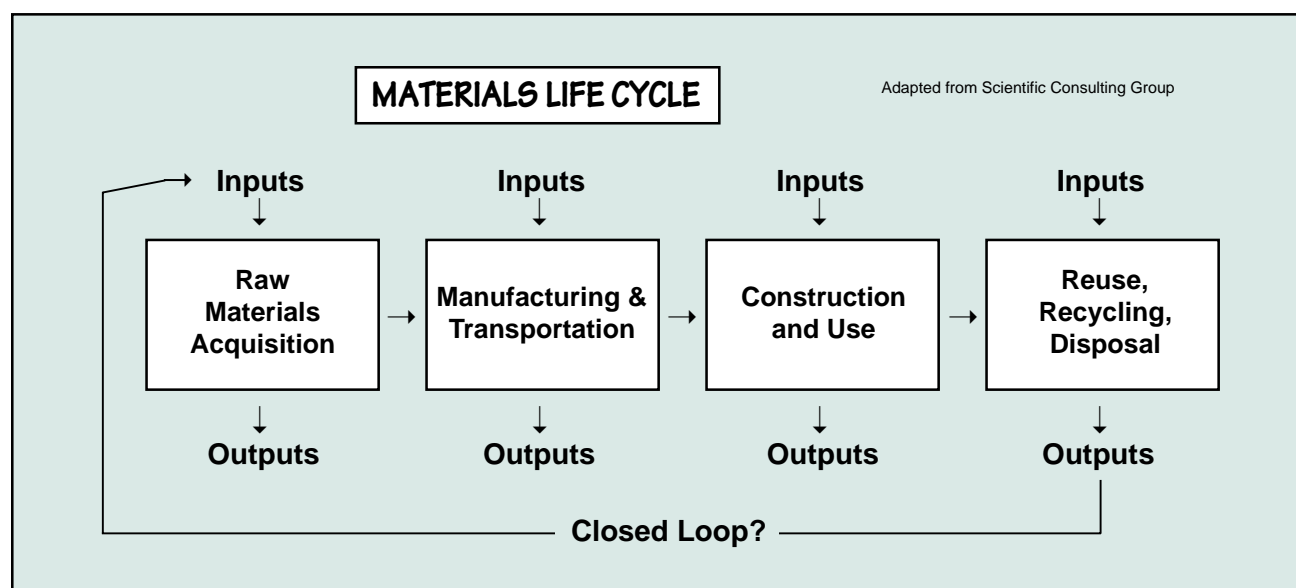 MATERIALS LIFE CYCLE
Adapted from Scientific Consulting Group
Inputs
Inputs
Inputs
Inputs
Raw
Materials
Acquisition
Manufacturing &
Transportation
Construction
and Use
Reuse,
Recycling,
Disposal
Outputs
Outputs
Outputs
Outputs
Closed Loop?